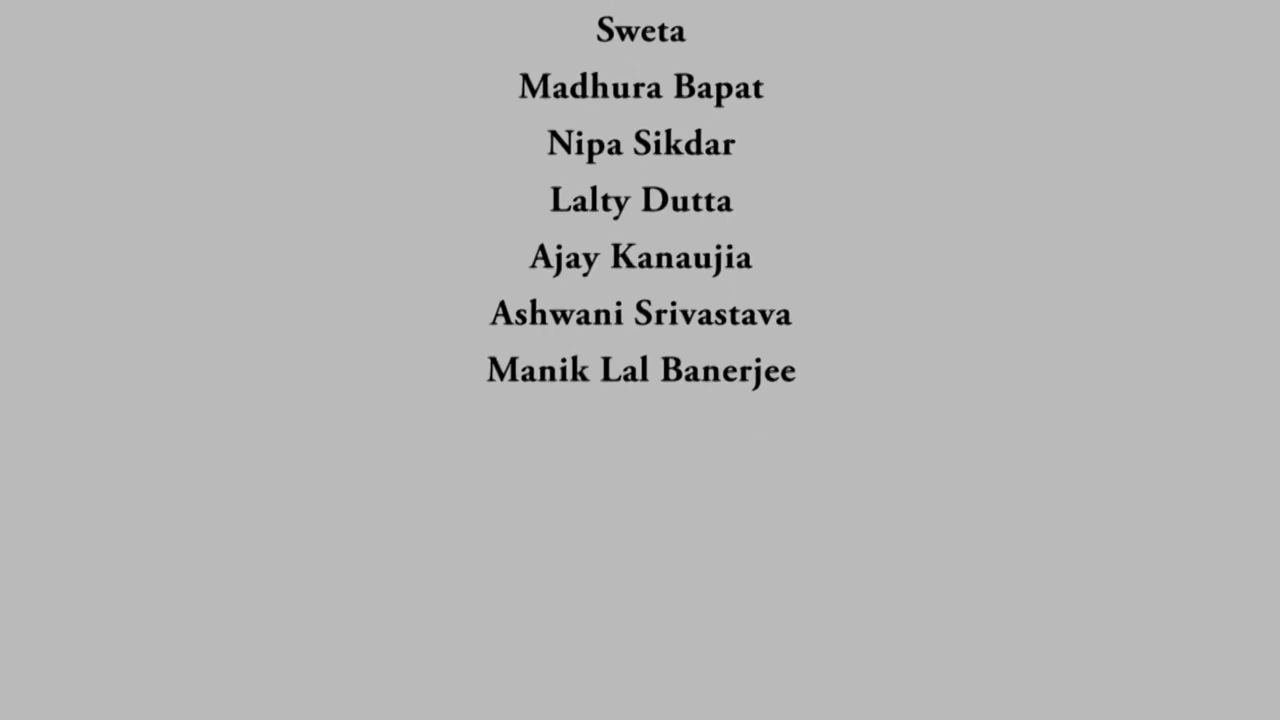 Sweta
Madhura Bapat
Nipa Sikdar
Lalty Dutta
Ajay Kanaujia
Ashwani Srivastava
Manik Lal Banerjee